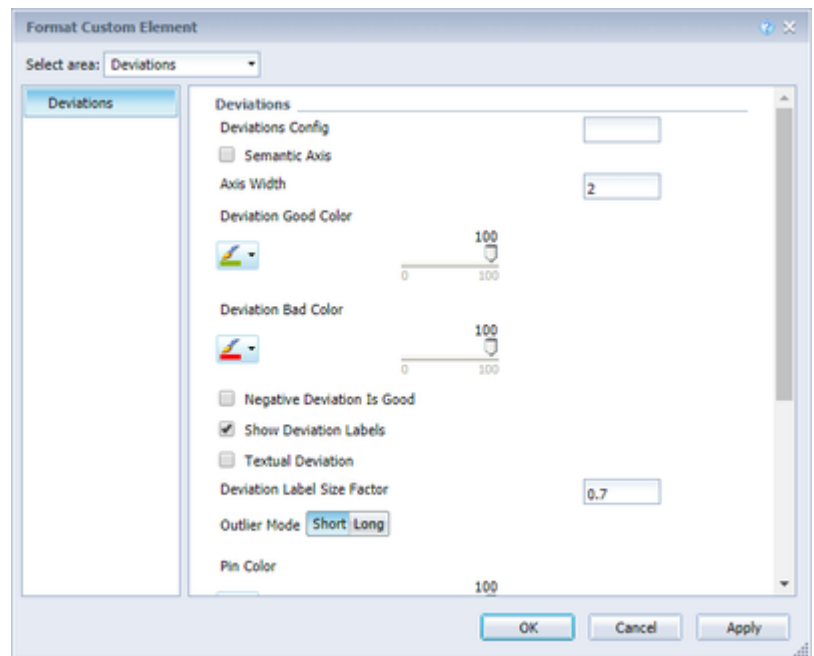 Format Custom Element
Select area: Deviations
Deviations
Deviations
Deviations Config
Semantic Axis
Axis Width 2
Deviation Good Color
100
0 100
Deviation Bad Color
100
0 100
Negative Deviation Is Good
Show Deviation Labels
Textual Deviation
Deviation Label Size Factor 0.7
Outlier Mode Short Long
Pin Color
100
OK Cancel Apply